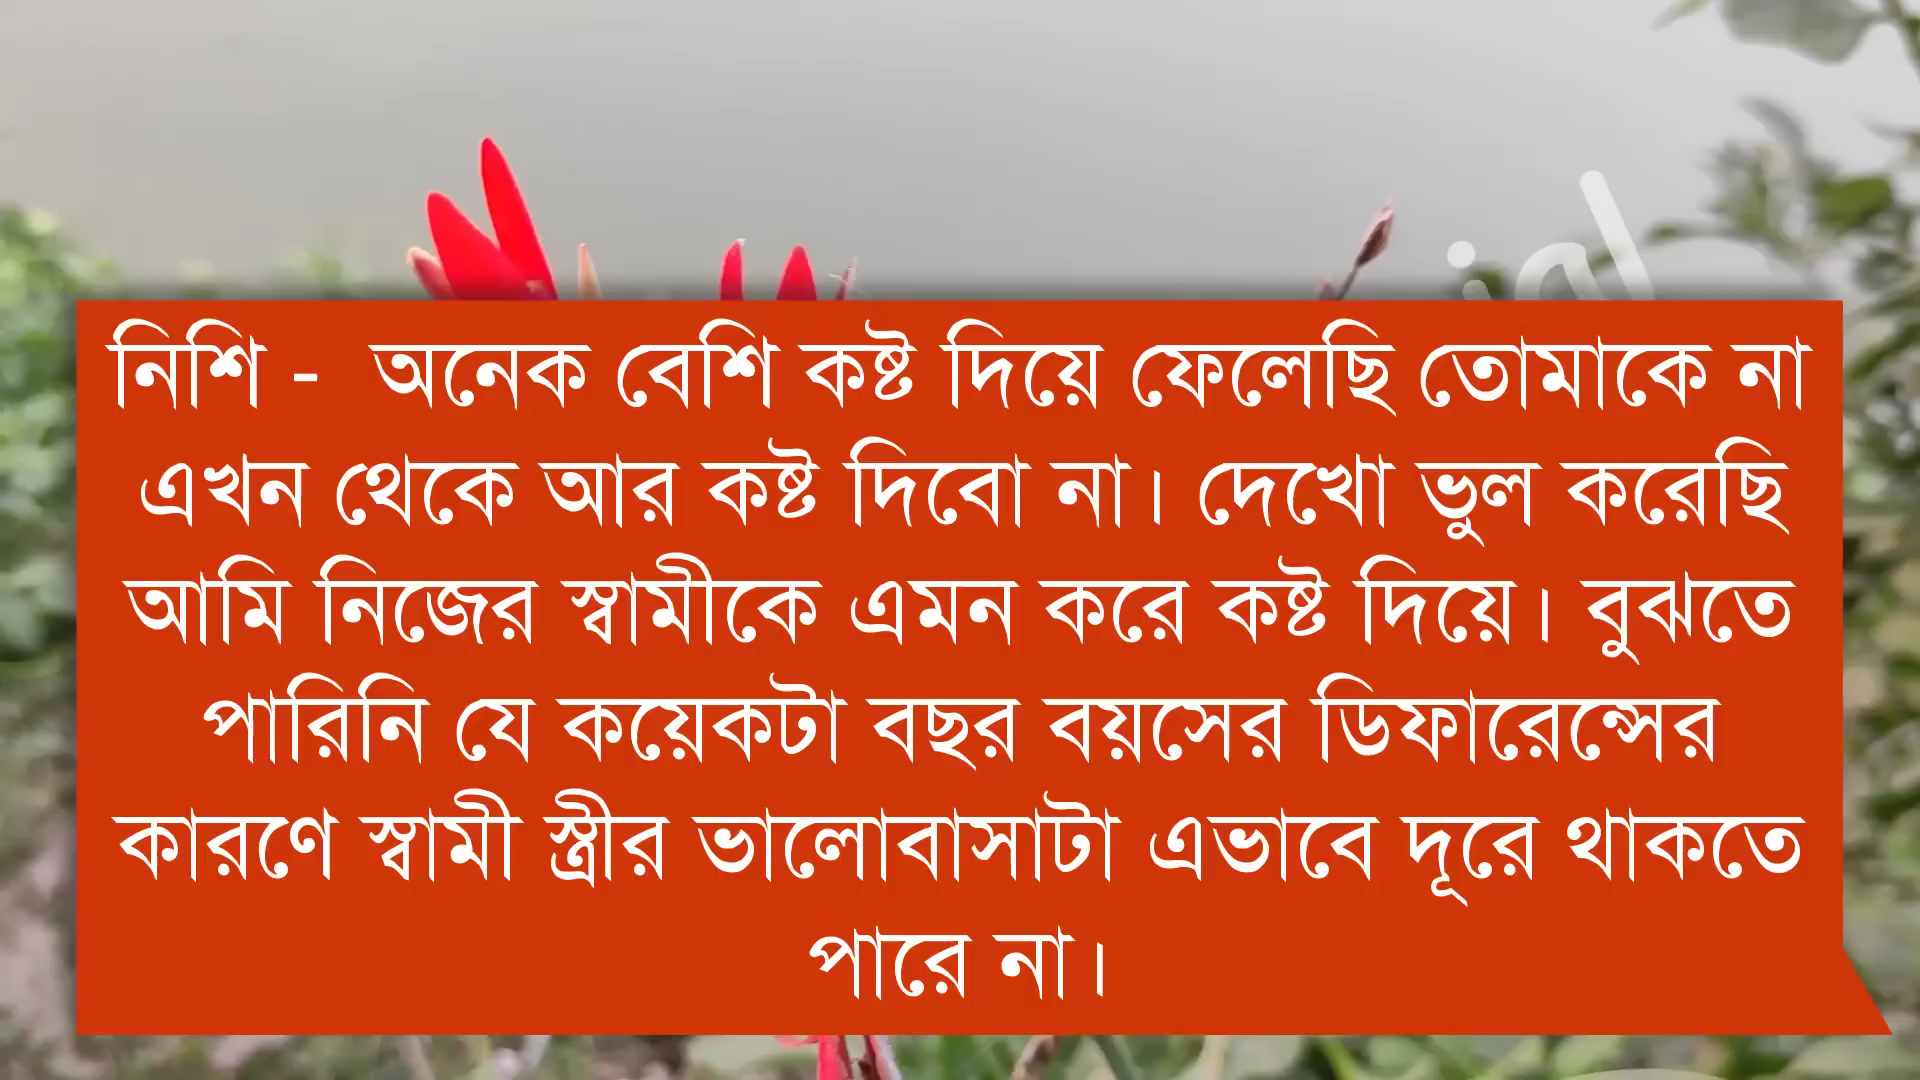 নিশি - অনেক বেশি কষ্ট দিয়ে ফেলেছি তোমাকে না
এখন থেকে আর কষ্ট দিবো না। দেখো ভুল করেছি
আমি নিজের স্বামীকে এমন করে কষ্ট দিয়ে। বুঝতে
পারিনি যে কয়েকটা বছর বয়সের ডিফারেন্সের
কারণে স্বামী স্ত্রীর ভালোবাসাটা এভাবে দূরে থাকতে
পারে না।